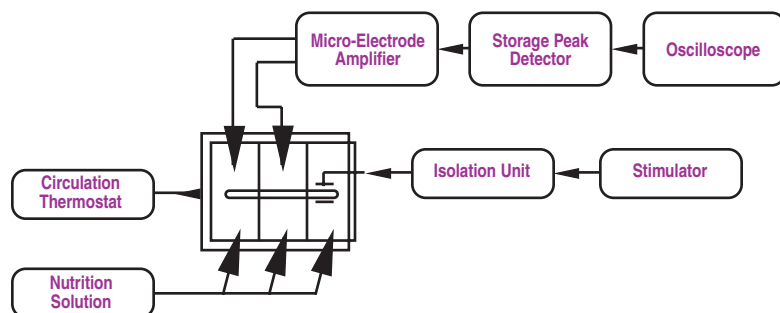 Micro-Electrode
Amplifier
Storage Peak
Detector
Oscilloscope
Isolation Unit
Stimulator
Circulation
Thermostat
Nutrition
Solution